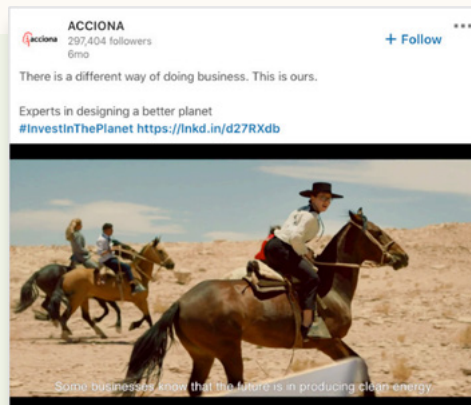 ACCIONA
acciona
297,404 followers
6mo
+ Follow
There is a different way of doing business. This is ours.
Experts in designing a better planet
#InvestInThePlanet https://lnkd.in/d27RXdb
Some businesses know that the future is in producing clean energy